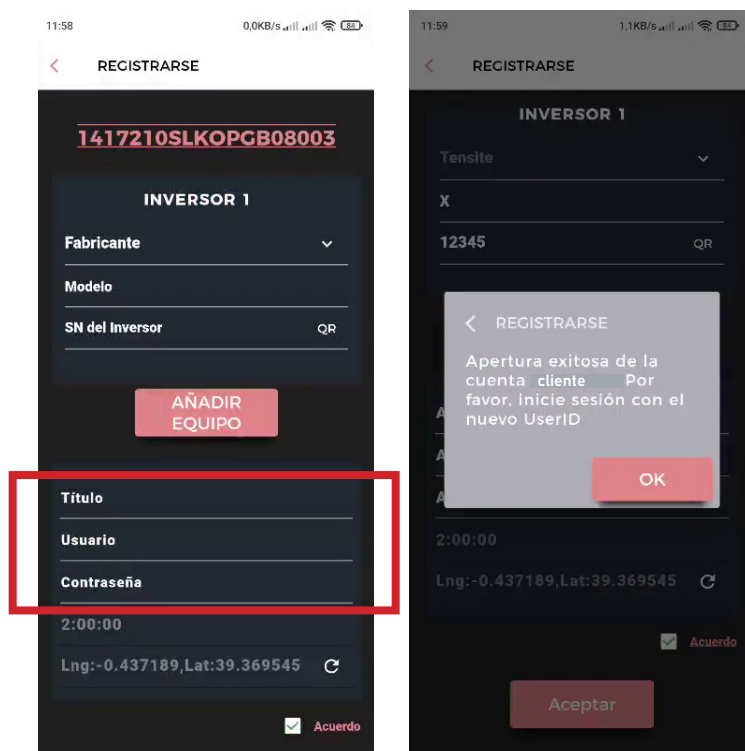 11:58
0,0KB/s
84
REGISTRARSE
1417210SLKOPGB08003
INVERSOR 1
Fabricante
Modelo
SN del Inversor QR
AÑADIR
EQUIPO
Título
Usuario
Contraseña
2:00:00
Lng:-0.437189,Lat:39.369545
Acuerdo
11:59
1,1KB/s
84
REGISTRARSE
INVERSOR 1
Tensite
X
12345 QR
REGISTRARSE
Apertura exitosa de la
cuenta cliente Por
favor, inicie sesión con el
nuevo UserID
OK
A
A
A
2:00:00
Lng:-0.437189,Lat:39.369545
Acuerdo
Aceptar